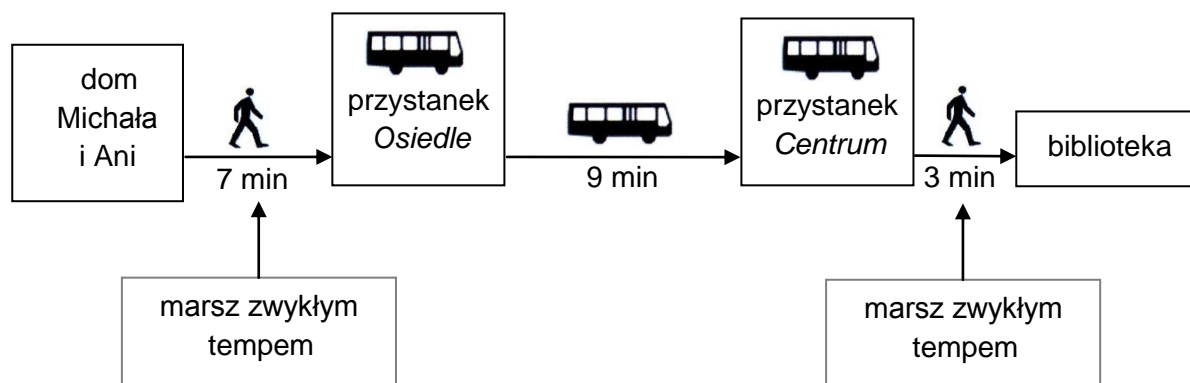 dom
Michała
i Ani
7 min
przystanek
Osiedle
9 min
przystanek
Centrum
3 min
biblioteka
marsz zwykłym
tempem
marsz zwykłym
tempem